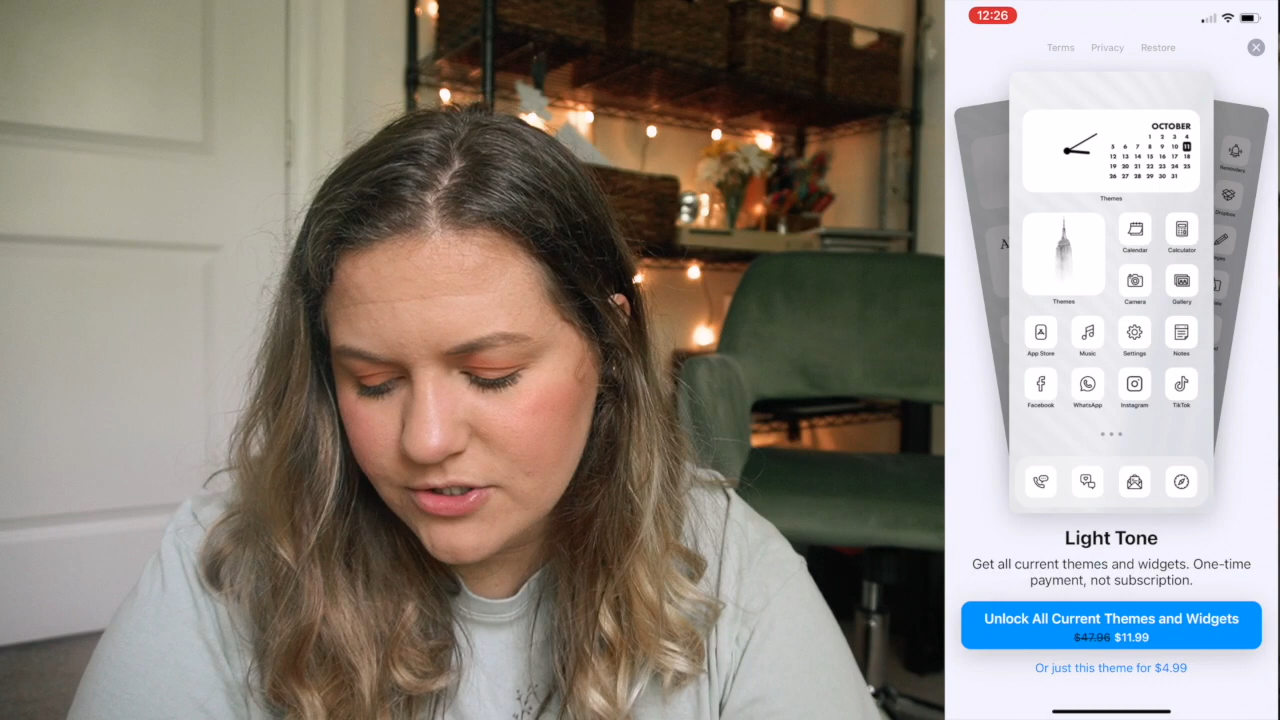 12:26
Terms Privacy Restore
OCTOBER
1 2 3 4
5 6 7 8 9 10 11
12 13 14 15 16 17 18
19 20 21 22 23 24 25
26 27 28 29 30 31
Themes
Reminders
Dropbox
A
Calendar Calculator
Themes Camera Gallery
App Store Music Settings Notes
Facebook WhatsApp Instagram TikTok
Light Tone
Get all current themes and widgets. One-time
payment, not subscription.
Unlock All Current Themes and Widgets
$47.96 $11.99
Or just this theme for $4.99